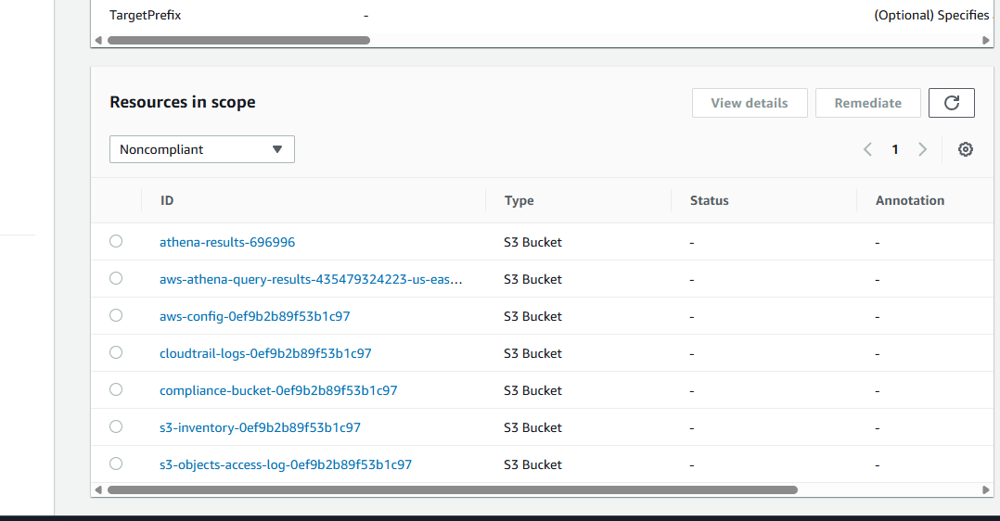 TargetPrefix - (Optional) Specifies
Resources in scope View details Remediate
Noncompliant 1
ID Type Status Annotation
athena-results-696996 S3 Bucket - -
aws-athena-query-results-435479324223-us-eas... S3 Bucket - -
aws-config-0ef9b2b89f53b1c97 S3 Bucket - -
cloudtrail-logs-0ef9b2b89f53b1c97 S3 Bucket - -
compliance-bucket-0ef9b2b89f53b1c97 S3 Bucket - -
s3-inventory-0ef9b2b89f53b1c97 S3 Bucket - -
s3-objects-access-log-0ef9b2b89f53b1c97 S3 Bucket - -